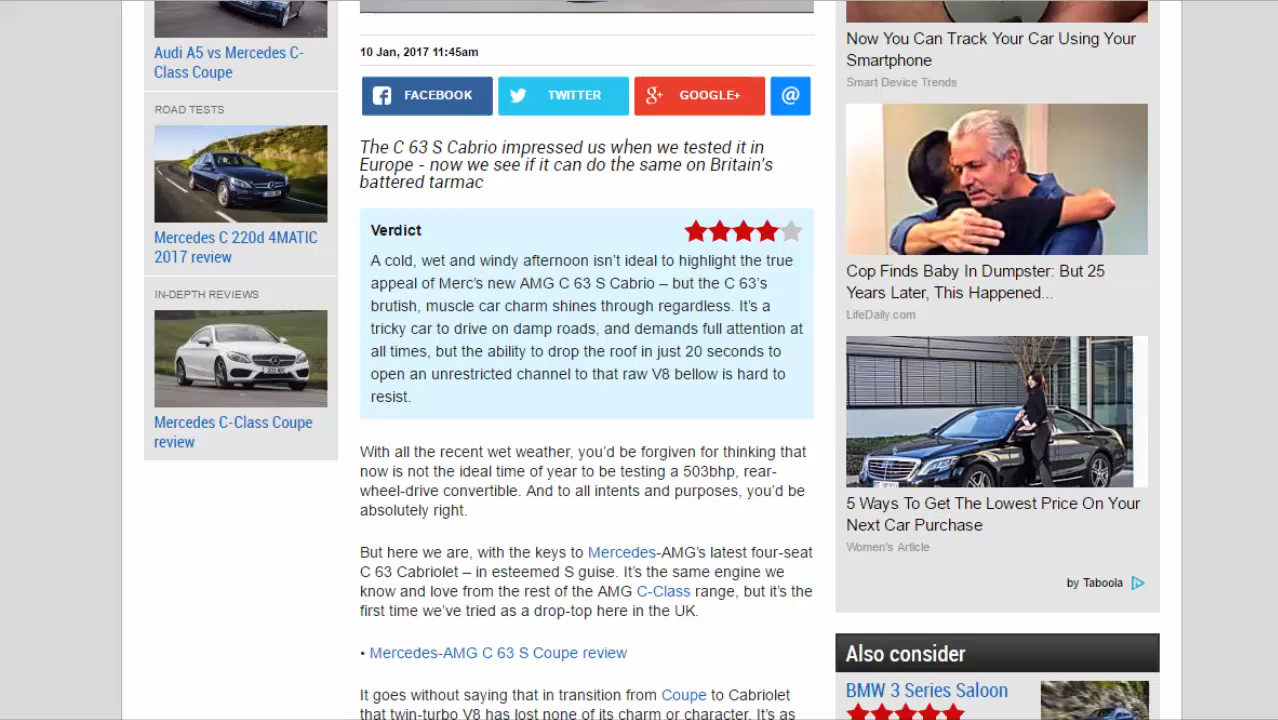 Audi A5 vs Mercedes C-
Class Coupe
ROAD TESTS
Mercedes C 220d 4MATIC
2017 review
IN-DEPTH REVIEWS
Mercedes C-Class Coupe
review
10 Jan, 2017 11:45am
FACEBOOK
TWITTER
GOOGLE+
@
The C 63 S Cabrio impressed us when we tested it in
Europe - now we see if it can do the same on Britain's
battered tarmac
Verdict
A cold, wet and windy afternoon isn’t ideal to highlight the true
appeal of Merc’s new AMG C 63 S Cabrio – but the C 63’s
brutish, muscle car charm shines through regardless. It’s a
tricky car to drive on damp roads, and demands full attention at
all times, but the ability to drop the roof in just 20 seconds to
open an unrestricted channel to that raw V8 bellow is hard to
resist.
With all the recent wet weather, you’d be forgiven for thinking that
now is not the ideal time of year to be testing a 503bhp, rear-
wheel-drive convertible. And to all intents and purposes, you’d be
absolutely right.
But here we are, with the keys to Mercedes-AMG’s latest four-seat
C 63 Cabriolet – in esteemed S guise. It’s the same engine we
know and love from the rest of the AMG C-Class range, but it’s the
first time we’ve tried as a drop-top here in the UK.
• Mercedes-AMG C 63 S Coupe review
It goes without saying that in transition from Coupe to Cabriolet
that twin-turbo V8 has lost none of its charm or character. It’s as
Now You Can Track Your Car Using Your
Smartphone
Smart Device Trends
Cop Finds Baby In Dumpster: But 25
Years Later, This Happened...
LifeDaily.com
5 Ways To Get The Lowest Price On Your
Next Car Purchase
Women's Article
by Taboola
Also consider
BMW 3 Series Saloon